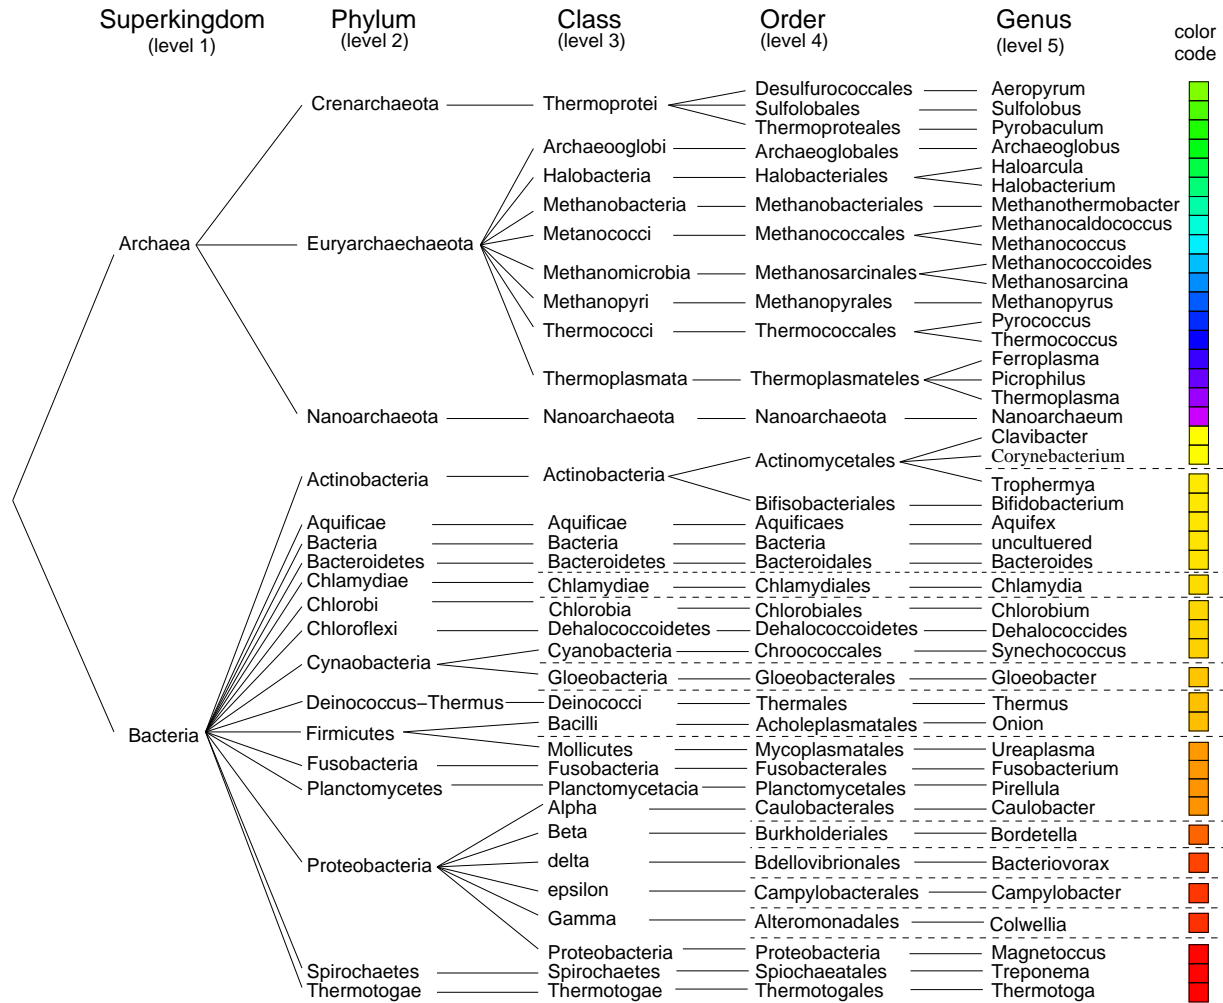 Superkingdom Phylum Class Order Genus
(level 1) (level 2) (level 3) (level 4) (level 5) color
code
Desulfurococcales Aeropyrum
Crenarchaeota Thermoprotei Sulfolobales Sulfolobus
Thermoproteales Pyrobaculum
Archaeooglobi Archaeoglobales Archaeoglobus
Haloarcula
Halobacteria Halobacteriales
Halobacterium
Methanobacteria Methanobacteriales Methanothermobacter
Methanocaldococcus
Archaea Euryarchaechaeota Metanococci Methanococcales
Methanococcus
Methanococcoides
Methanomicrobia Methanosarcinales
Methanosarcina
Methanopyri Methanopyrales Methanopyrus
Pyrococcus
Thermococci Thermococcales
Thermococcus
Ferroplasma
Thermoplasmata Thermoplasmateles Picrophilus
Thermoplasma
Nanoarchaeota Nanoarchaeota Nanoarchaeota Nanoarchaeum
Clavibacter
Actinomycetales Corynebacterium
Actinobacteria Actinobacteria
Trophermya
Bifisobacteriales Bifidobacterium
Aquificae Aquificae Aquificaes Aquifex
Bacteria Bacteria Bacteria uncultuered
Bacteroidetes Bacteroidetes Bacteroidales Bacteroides
Chlamydiae Chlamydiae Chlamydiales Chlamydia
Chlorobi Chlorobia Chlorobiales Chlorobium
Chloroflexi Dehalococcoidetes Dehalococcoidetes Dehalococcides
Cynaobacteria Cyanobacteria Chroococcales Synechococcus
Gloeobacteria Gloeobacterales Gloeobacter
Deinococcus–Thermus Deinococci Thermales Thermus
Bacteria Firmicutes Bacilli Acholeplasmatales Onion
Mollicutes Mycoplasmatales Ureaplasma
Fusobacteria Fusobacteria Fusobacterales Fusobacterium
Planctomycetes Planctomycetacia Planctomycetales Pirellula
Alpha Caulobacterales Caulobacter
Beta Burkholderiales Bordetella
Proteobacteria delta Bdellovibrionales Bacteriovorax
epsilon Campylobacterales Campylobacter
Gamma Alteromonadales Colwellia
Proteobacteria Proteobacteria Magnetoccus
Spirochaetes Spirochaetes Spiochaeatales Treponema
Thermotogae Thermotogae Thermotogales Thermotoga